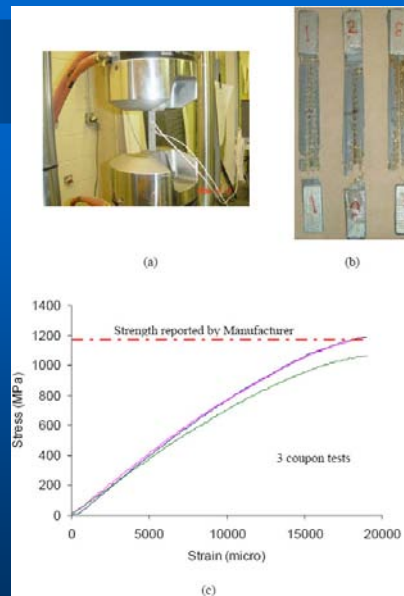 (a)
(b)
1400
1200
1000
800
600
400
200
0
Stress (MPa)
Strength reported by Manufacturer
3 coupon tests
0
5000
10000
15000
20000
Strain (micro)
(c)